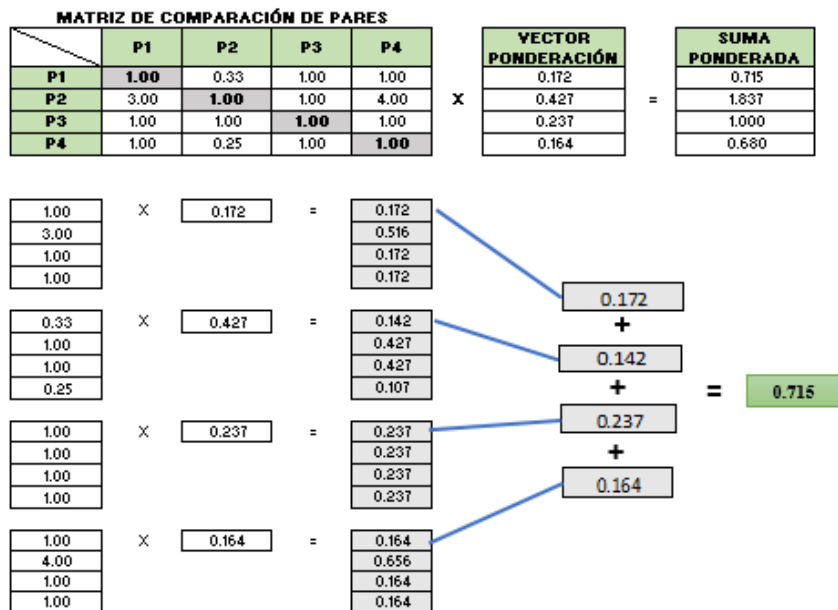 MATRIZ DE COMPARACIÓN DE PARES
P1 P2 P3 P4 VECTOR PONDERACIÓN SUMA PONDERADA
P1 1.00 0.33 1.00 1.00 0.172 0.715
P2 3.00 1.00 1.00 4.00 X 0.427 = 1.837
P3 1.00 1.00 1.00 1.00 0.237 1.000
P4 1.00 0.25 1.00 1.00 0.164 0.680
1.00 X 0.172 = 0.172
3.00 0.516
1.00 0.172
1.00 0.172
0.172
+
0.33 X 0.427 = 0.142
1.00 0.427
1.00 0.427
0.25 0.107
0.142
+
= 0.715
1.00 X 0.237 = 0.237
1.00 0.237
1.00 0.237
1.00 0.237
0.237
+
0.164
1.00 X 0.164 = 0.164
4.00 0.656
1.00 0.164
1.00 0.164